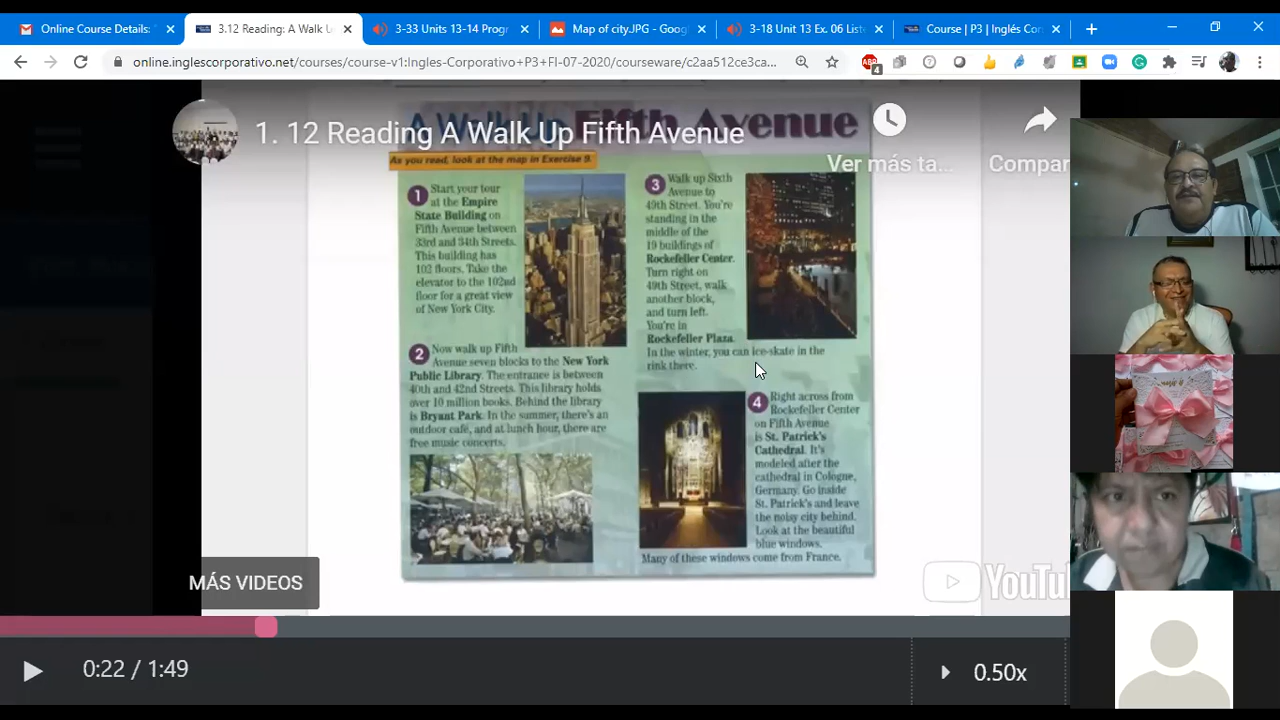 Online Course Details:
3.12 Reading: A Walk U
3-33 Units 13-14 Progr
Map of city.JPG - Goog
3-18 Unit 13 Ex. 06 List
Course | P3 | Inglés Cor
online.inglescorporativo.net/courses/course-v1:Ingles-Corporativo+P3+FI-07-2020/courseware/c2aa512ce3ca...
ABP
4
A Walk Up Fifth Avenue
1. 12 Reading A Walk Up Fifth Avenue
Ver más ta...
Compar
As you read, look at the map in Exercise 9.
1 Start your tour
at the Empire
State Building on
Fifth Avenue between
33rd and 34th Streets.
This building has
102 floors. Take the
elevator to the 102nd
floor for a great view
of New York City.
2 Now walk up Fifth
Avenue seven blocks to the New York
Public Library. The entrance is between
40th and 42nd Streets. This library holds
over 10 million books. Behind the library
is Bryant Park. In the summer, there's an
outdoor café, and at lunch hour, there are
free music concerts.
3 Walk up Sixth
Avenue to
49th Street. You're
standing in the
middle of the
19 buildings of
Rockefeller Center.
Turn right on
49th Street, walk
another block,
and turn left.
You're in
Rockefeller Plaza.
In the winter, you can ice-skate in the
rink there.
4 Right across from
Rockefeller Center
on Fifth Avenue
is St. Patrick's
Cathedral. It's
modeled after the
cathedral in Cologne,
Germany. Go inside
St. Patrick's and leave
the noisy city behind.
Look at the beautiful
blue windows.
Many of these windows come from France.
MÁS VIDEOS
YouTu
0:22 / 1:49
0.50x